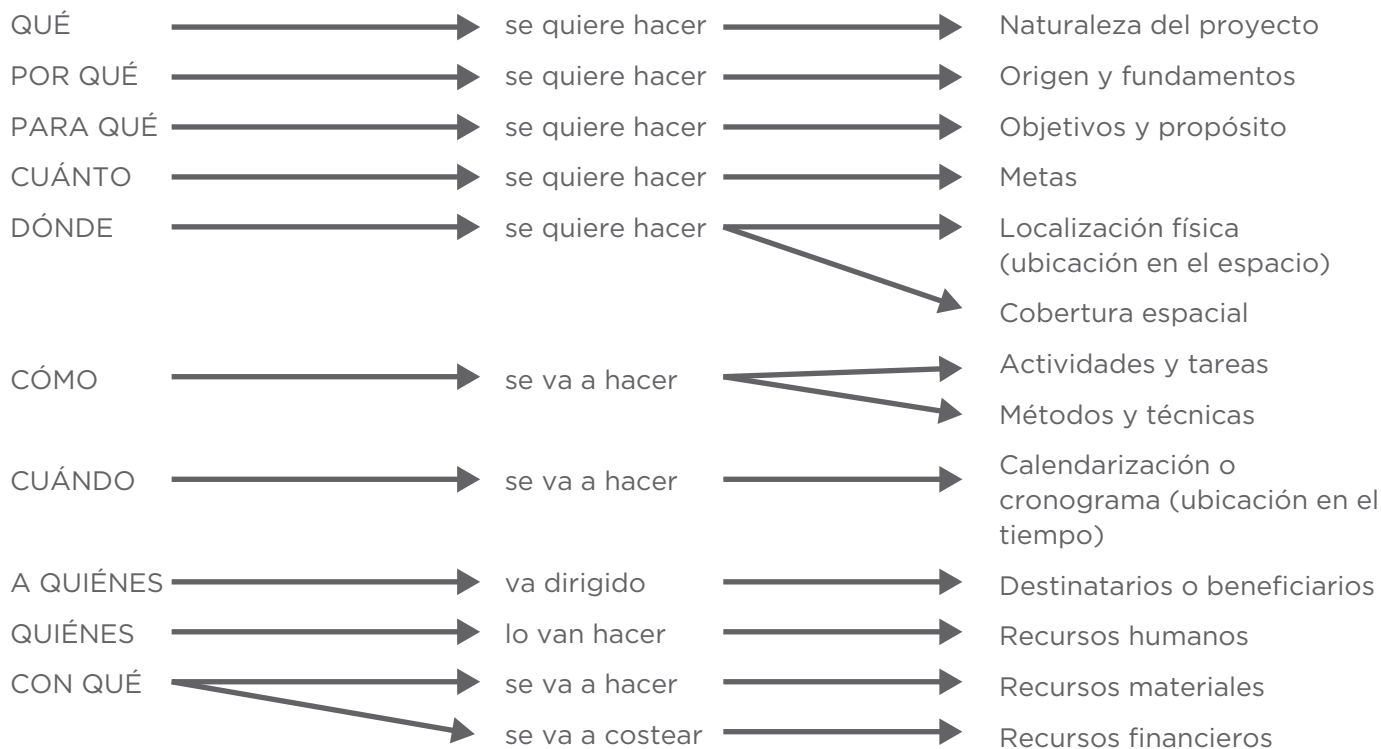 QUÉ se quiere hacer Naturaleza del proyecto
POR QUÉ se quiere hacer Origen y fundamentos
PARA QUÉ se quiere hacer Objetivos y propósito
CUÁNTO se quiere hacer Metas
DÓNDE se quiere hacer Localización física
(ubicación en el espacio)
Cobertura espacial
CÓMO se va a hacer Actividades y tareas
Métodos y técnicas
CUÁNDO se va a hacer Calendarización o
cronograma (ubicación en el
tiempo)
A QUIÉNES va dirigido Destinatarios o beneficiarios
QUIÉNES lo van hacer Recursos humanos
CON QUÉ se va a hacer Recursos materiales
se va a costear Recursos financieros